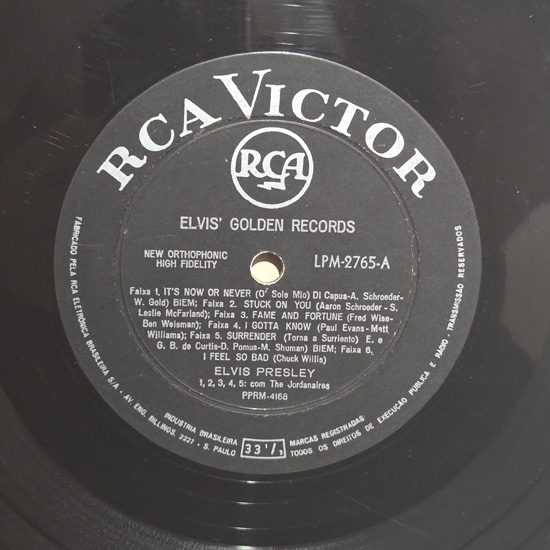 RCA VICTOR
RCA
ELVIS' GOLDEN RECORDS
NEW ORTHOPHONIC
HIGH FIDELITY
LPM-2765-A
Faixa 1. IT'S NOW OR NEVER (O' Sole Mio) Di Capua-A. Schroeder-
W. Gold) BIEM; Faixa 2. STUCK ON YOU (Aaron Schroeder - S.
Leslie McFarland) Faixa 3. FAME AND FORTUNE (Fred Wise-
Ben Weisman); Faixa 4. I GOTTA KNOW (Paul Evans-Matt
Williams); Faixa 5. SURRENDER (Torna a Surriento) E. e
G. B. de Curtis-D. Pomus-M. Shuman) BIEM; Faixa 6.
I FEEL SO BAD (Chuck Willis)
ELVIS PRESLEY
1, 2, 3, 4, 5: com The Jordanaires
PPRM-4168
FABRICADO PELA RCA ELETRÔNICA BRASILEIRA S/A - AV. ENG. BILLINGS, 2227 - S. PAULO
INDÚSTRIA BRASILEIRA
33 1/3
MARCAS REGISTRADAS
TODOS OS DIREITOS DE EXECUÇÃO PÚBLICA E RÁDIO - TRANSMISSÃO RESERVADOS